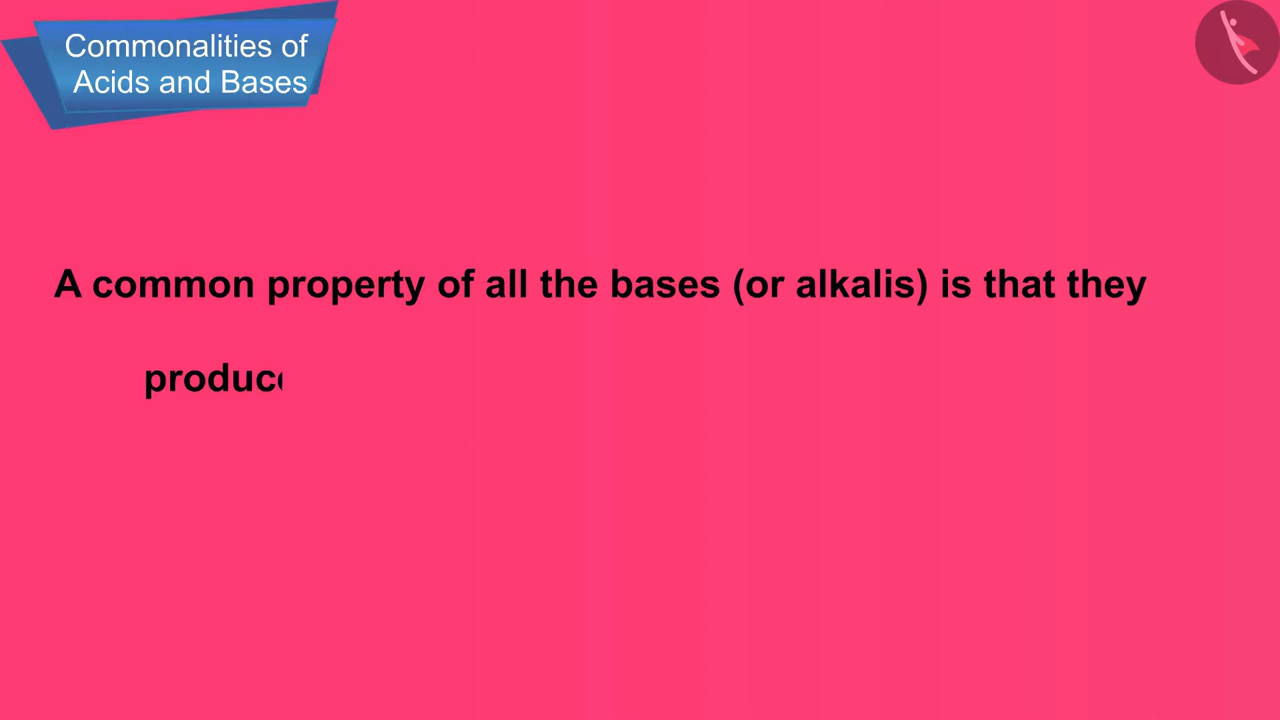 Commonalities of
Acids and Bases
A common property of all the bases (or alkalis) is that they